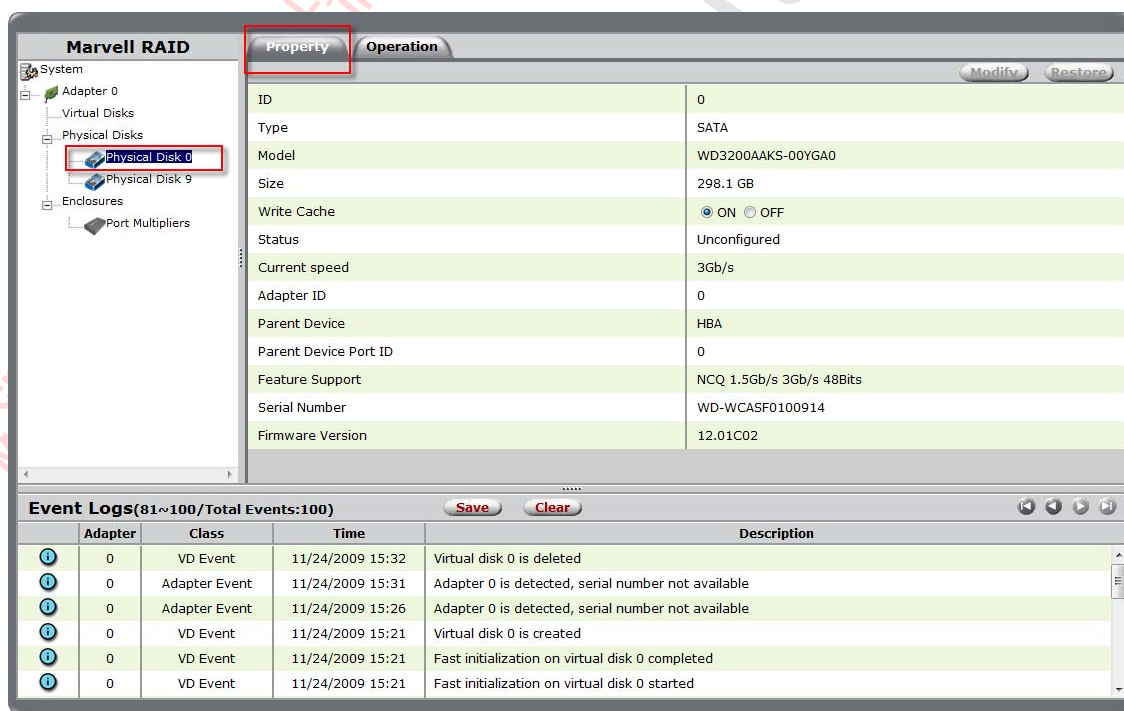 Marvell RAID
System
Adapter 0
Virtual Disks
Physical Disks
Physical Disk 0
Physical Disk 9
Enclosures
Port Multipliers
Property Operation
Modify Restore
ID 0
Type SATA
Model WD3200AAKS-00YGA0
Size 298.1 GB
Write Cache ON OFF
Status Unconfigured
Current speed 3Gb/s
Adapter ID 0
Parent Device HBA
Parent Device Port ID 0
Feature Support NCQ 1.5Gb/s 3Gb/s 48Bits
Serial Number WD-WCASF0100914
Firmware Version 12.01C02
Event Logs(81~100/Total Events:100) Save Clear
Adapter Class Time Description
0 VD Event 11/24/2009 15:32 Virtual disk 0 is deleted
0 Adapter Event 11/24/2009 15:31 Adapter 0 is detected, serial number not available
0 Adapter Event 11/24/2009 15:26 Adapter 0 is detected, serial number not available
0 VD Event 11/24/2009 15:21 Virtual disk 0 is created
0 VD Event 11/24/2009 15:21 Fast initialization on virtual disk 0 completed
0 VD Event 11/24/2009 15:21 Fast initialization on virtual disk 0 started